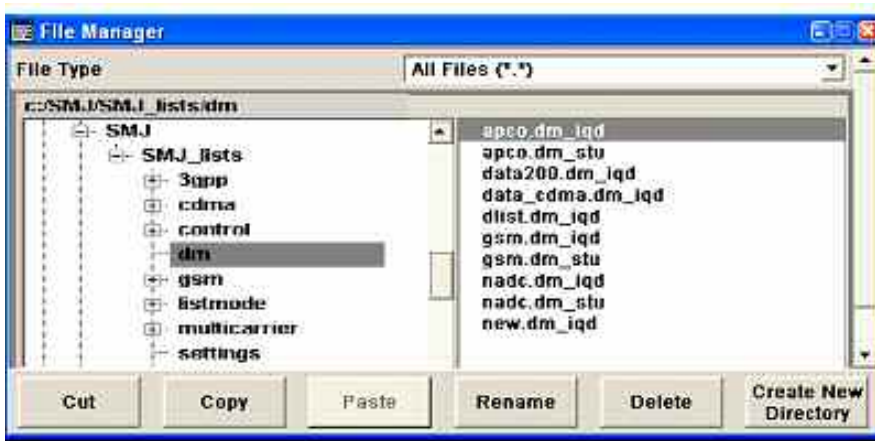 File Manager
File Type
All Files (*.*)
c:/SMJ/SMJ_lists/dm
SMJ
SMJ_lists
3gpp
cdma
control
dm
gsm
listmode
multicarrier
settings
apco.dm_iqd
apco.dm_stu
data200.dm_iqd
data_cdma.dm_iqd
dlist.dm_iqd
gsm.dm_iqd
gsm.dm_stu
nadc.dm_iqd
nadc.dm_stu
new.dm_iqd
Cut
Copy
Paste
Rename
Delete
Create New
Directory